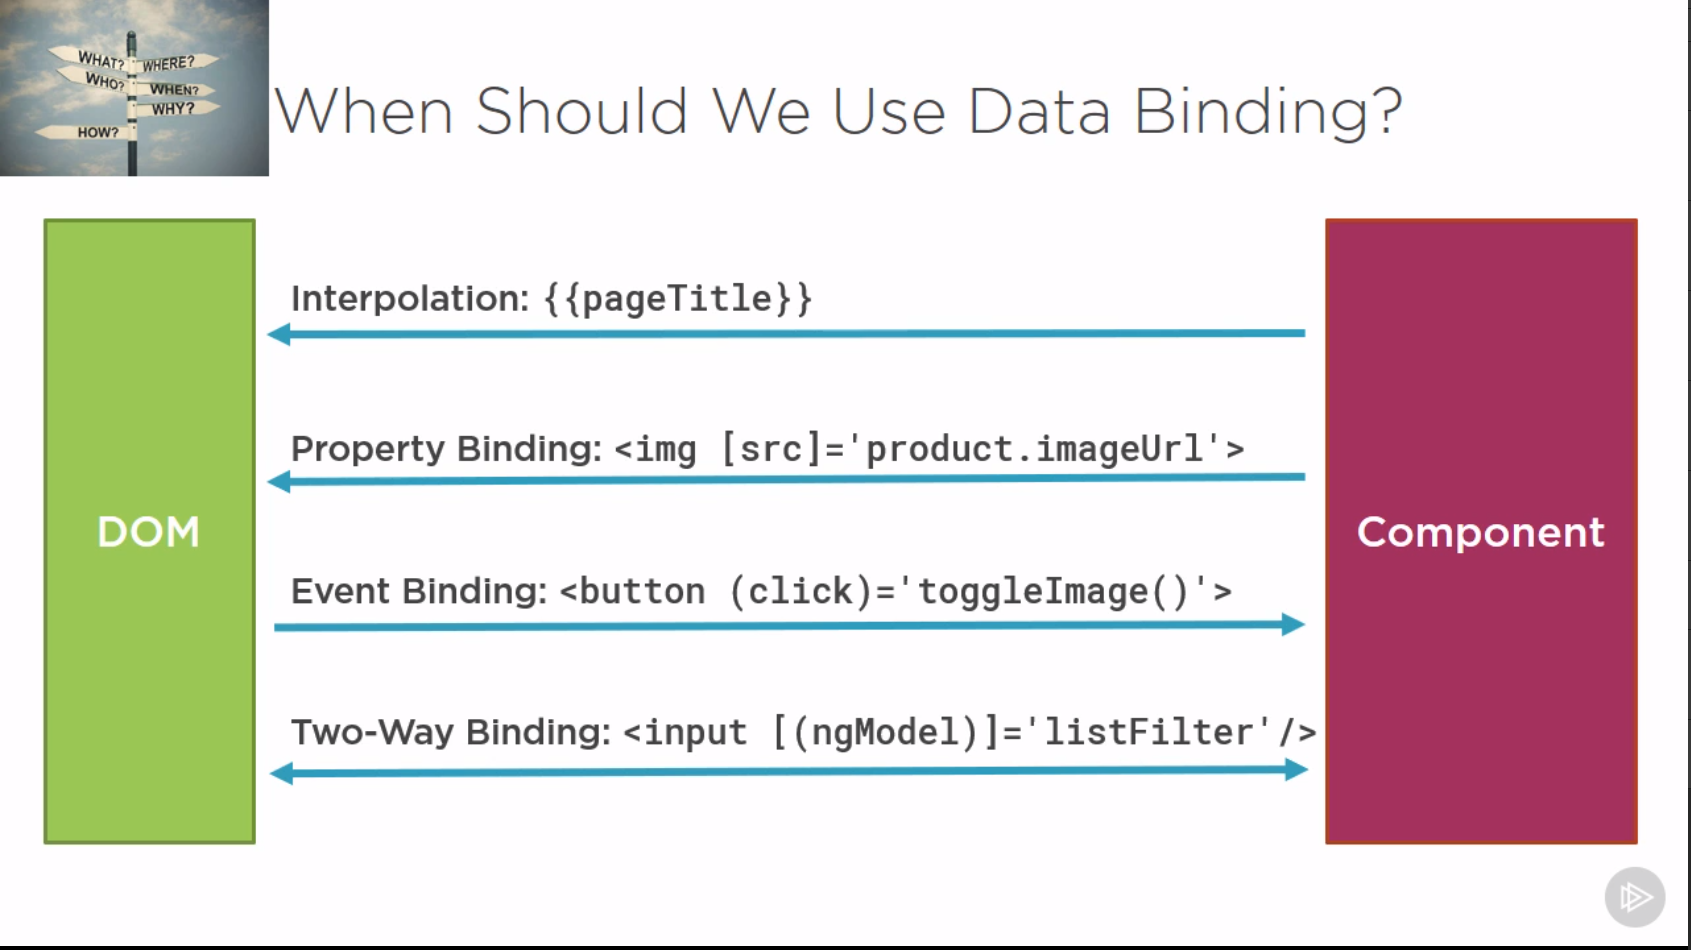 WHAT?
WHERE?
WHO?
WHEN?
WHY?
HOW?
When Should We Use Data Binding?
Interpolation: {{pageTitle}}
Property Binding: <img [src]='product.imageUrl'>
DOM
Component
Event Binding: <button (click)='toggleImage()'>
Two-Way Binding: <input [(ngModel)]='listFilter'/>